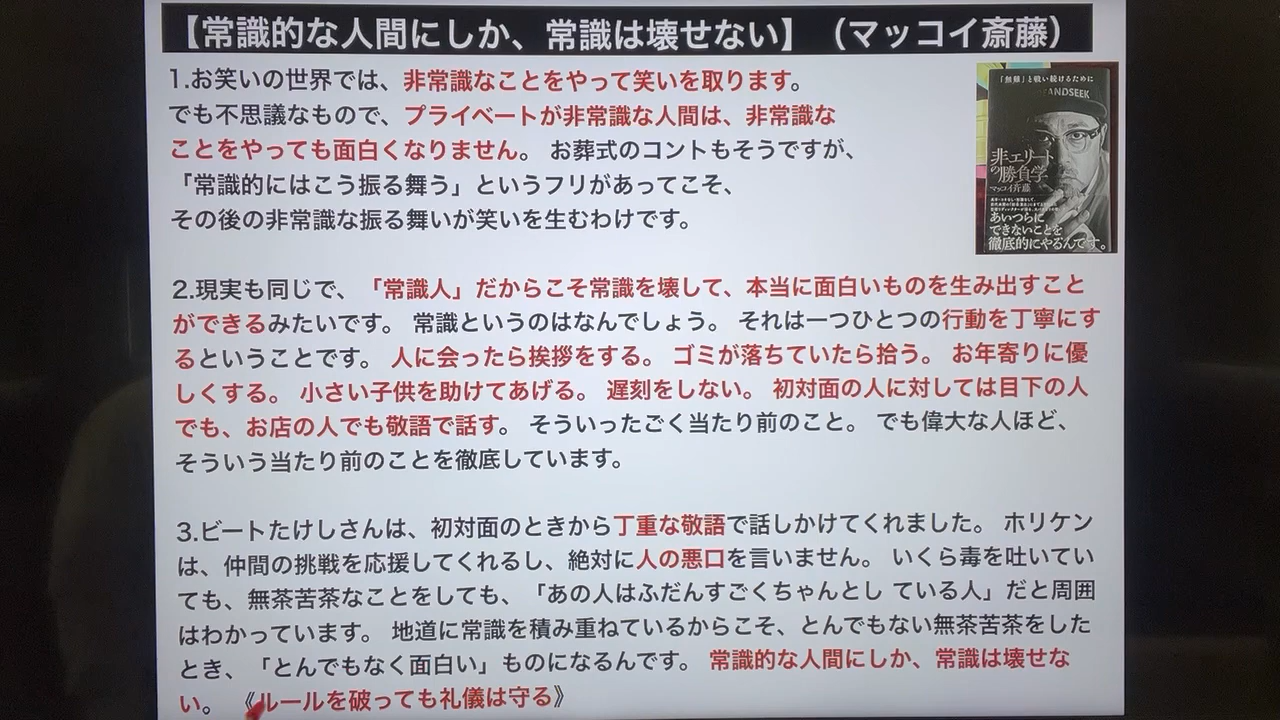 【常識的な人間にしか、常識は壊せない】（マッコイ斎藤）
1.お笑いの世界では、非常識なことをやって笑いを取ります。
でも不思議なもので、プライベートが非常識な人間は、非常識な
ことをやっても面白くなりません。 お葬式のコントもそうですが、
「常識的にはこう振る舞う」というフリがあってこそ、
その後の非常識な振る舞いが笑いを生むわけです。
「無難」と戦い続けるために
ANDSEEK
非エリート
の勝負学
マッコイ斉藤
あいつらに
できないことを
徹底的にやるんです。
2.現実も同じで、「常識人」だからこそ常識を壊して、本当に面白いものを生み出すこと
ができるみたいです。 常識というのはなんでしょう。 それは一つひとつの行動を丁寧にす
るということです。 人に会ったら挨拶をする。 ゴミが落ちていたら拾う。 お年寄りに優
しくする。 小さい子供を助けてあげる。 遅刻をしない。 初対面の人に対しては目下の人
でも、お店の人でも敬語で話す。 そういったごく当たり前のこと。 でも偉大な人ほど、
そういう当たり前のことを徹底しています。
3.ビートたけしさんは、初対面のときから丁重な敬語で話しかけてくれました。 ホリケン
は、仲間の挑戦を応援してくれるし、絶対に人の悪口を言いません。 いくら毒を吐いてい
ても、無茶苦茶なことをしても、「あの人はふだんすごくちゃんとし ている人」だと周囲
はわかっています。 地道に常識を積み重ねているからこそ、とんでもない無茶苦茶をした
とき、「とんでもなく面白い」ものになるんです。 常識的な人間にしか、常識は壊せな
い。 《ルールを破っても礼儀は守る》